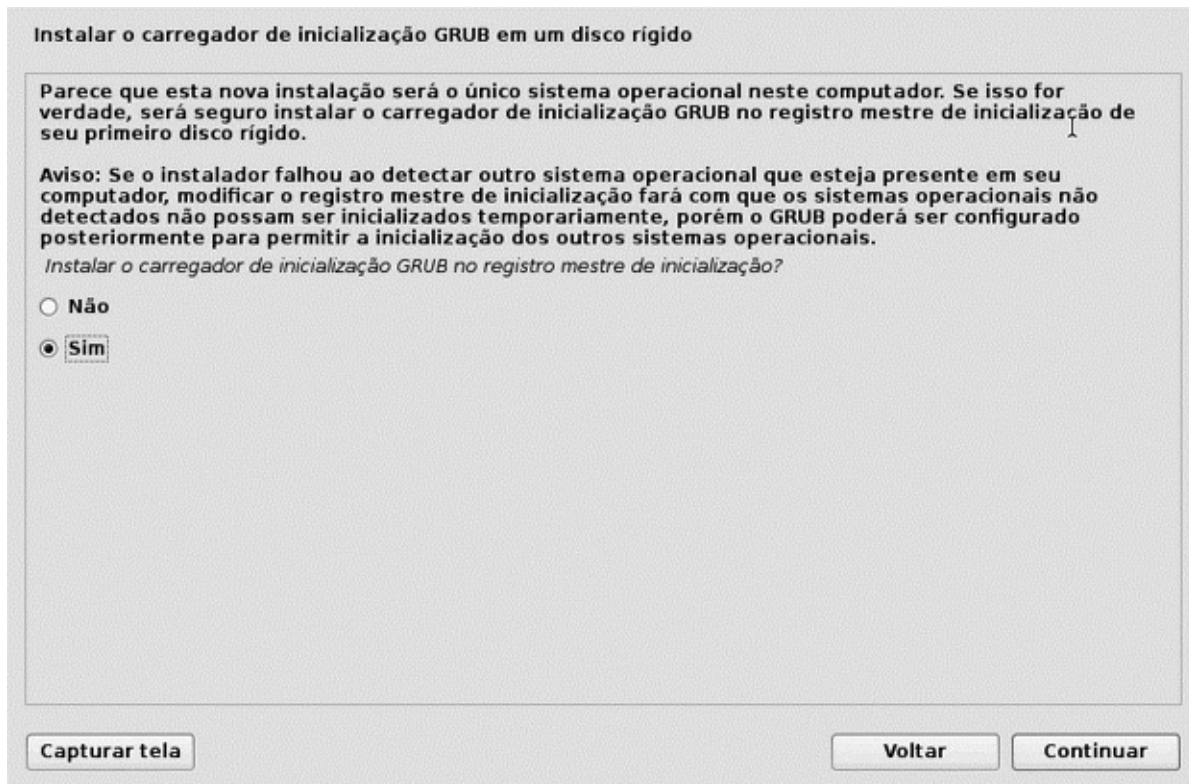 Instalar o carregador de inicialização GRUB em um disco rígido
Parece que esta nova instalação será o único sistema operacional neste computador. Se isso for
verdade, será seguro instalar o carregador de inicialização GRUB no registro mestre de inicialização de
seu primeiro disco rígido.
Aviso: Se o instalador falhou ao detectar outro sistema operacional que esteja presente em seu
computador, modificar o registro mestre de inicialização fará com que os sistemas operacionais não
detectados não possam ser inicializados temporariamente, porém o GRUB poderá ser configurado
posteriormente para permitir a inicialização dos outros sistemas operacionais.
Instalar o carregador de inicialização GRUB no registro mestre de inicialização?
Não
Sim
Capturar tela
Voltar
Continuar